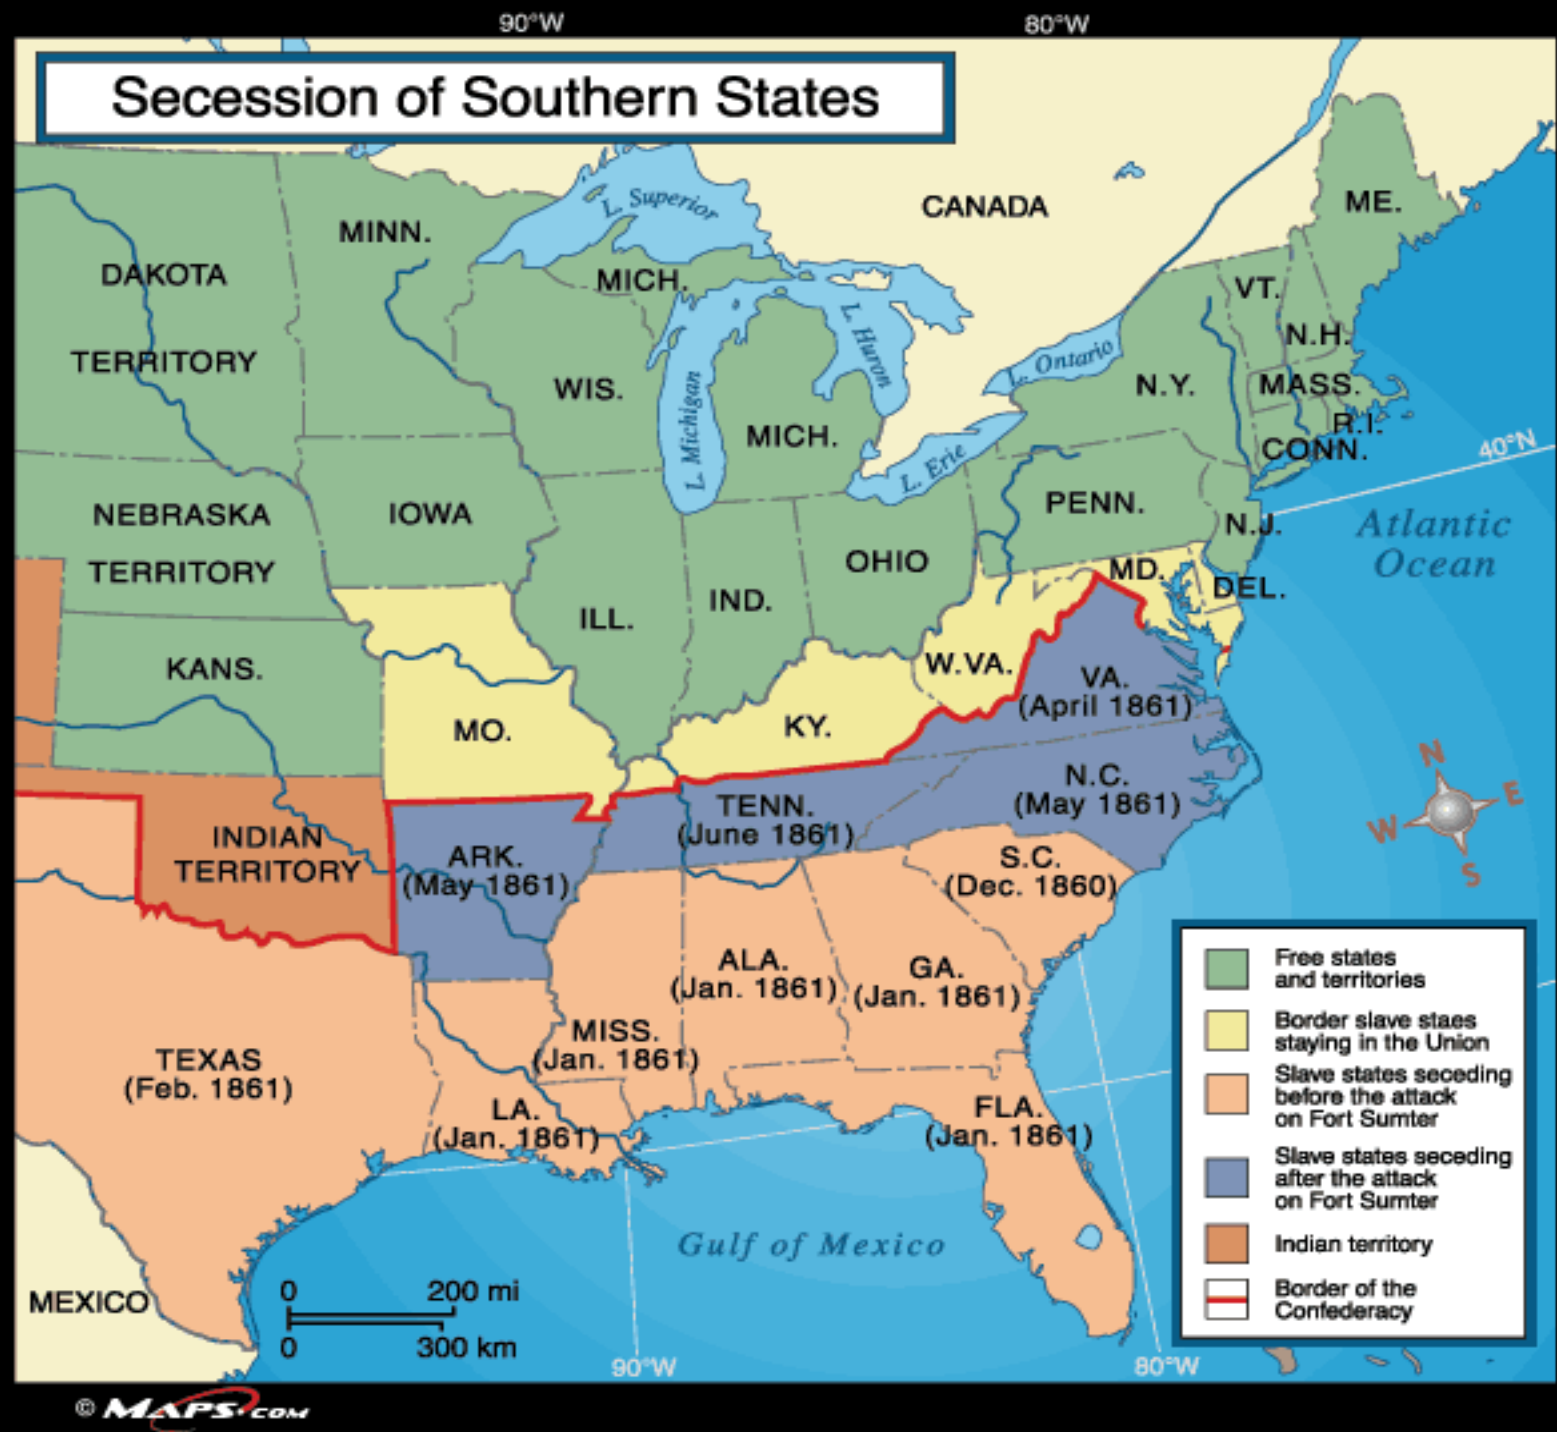 90°W
80°W
Secession of Southern States
CANADA
ME.
L. Superior
MINN.
DAKOTA
TERRITORY
MICH.
VT.
N.H.
L. Huron
L. Ontario
WIS.
L. Michigan
MICH.
N.Y.
MASS.
R.I.
CONN.
40°N
L. Erie
NEBRASKA
TERRITORY
IOWA
PENN.
N.J.
Atlantic
Ocean
OHIO
MD.
DEL.
ILL.
IND.
KANS.
W.VA.
VA.
(April 1861)
MO.
KY.
N
E
W
S
N.C.
(May 1861)
TENN.
(June 1861)
INDIAN
TERRITORY
ARK.
(May 1861)
S.C.
(Dec. 1860)
ALA.
(Jan. 1861)
GA.
(Jan. 1861)
MISS.
(Jan. 1861)
TEXAS
(Feb. 1861)
LA.
(Jan. 1861)
FLA.
(Jan. 1861)
Gulf of Mexico
MEXICO
0 200 mi
0 300 km
90°W
80°W
Free states
and territories
Border slave staes
staying in the Union
Slave states seceding
before the attack
on Fort Sumter
Slave states seceding
after the attack
on Fort Sumter
Indian territory
Border of the
Confederacy
© MAPS.COM